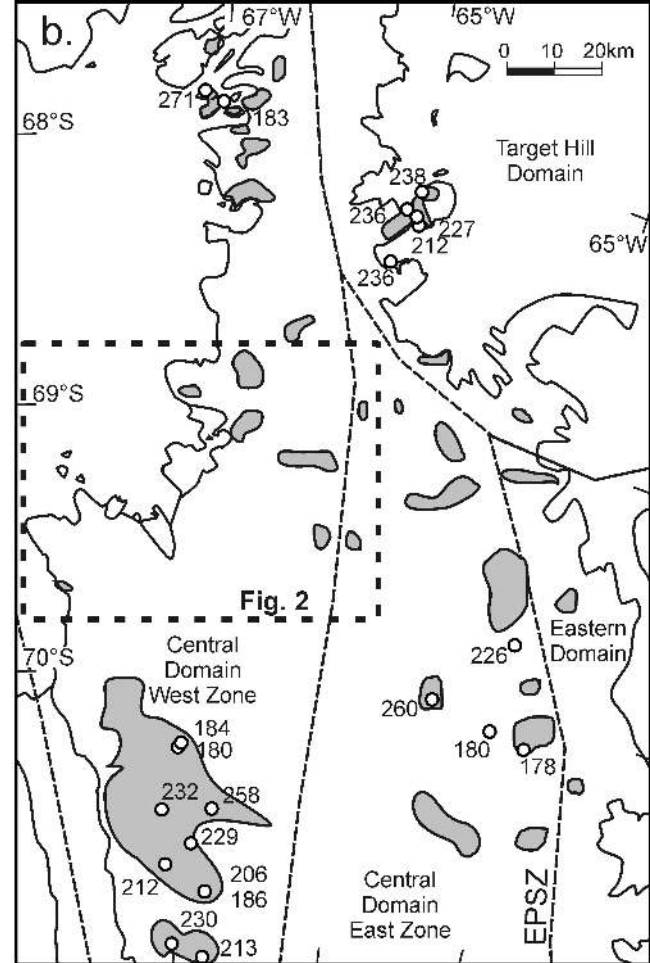 b.
67°W
65°W
0 10 20km
271
183
68°S
Target Hill
Domain
238
236
227
212
65°W
236
69°S
Fig. 2
Eastern
Domain
226
70°S
Central
Domain
West Zone
260
180
178
184
180
232
258
229
212
206
186
Central
Domain
East Zone
EPSZ
230
213